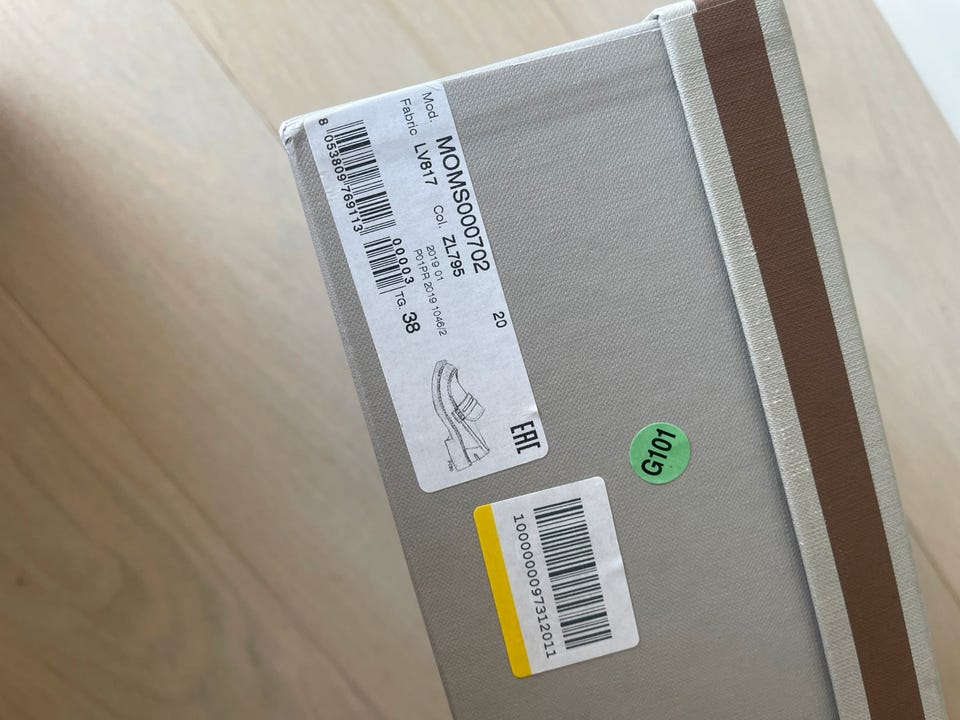 Mod. MOMS000702 20
Fabric LV817 Col. ZL795
2019 01
P01PR 2019 1046/2
8 053809 769113
00003 TG. 38
EAC
G101
1000000097312011